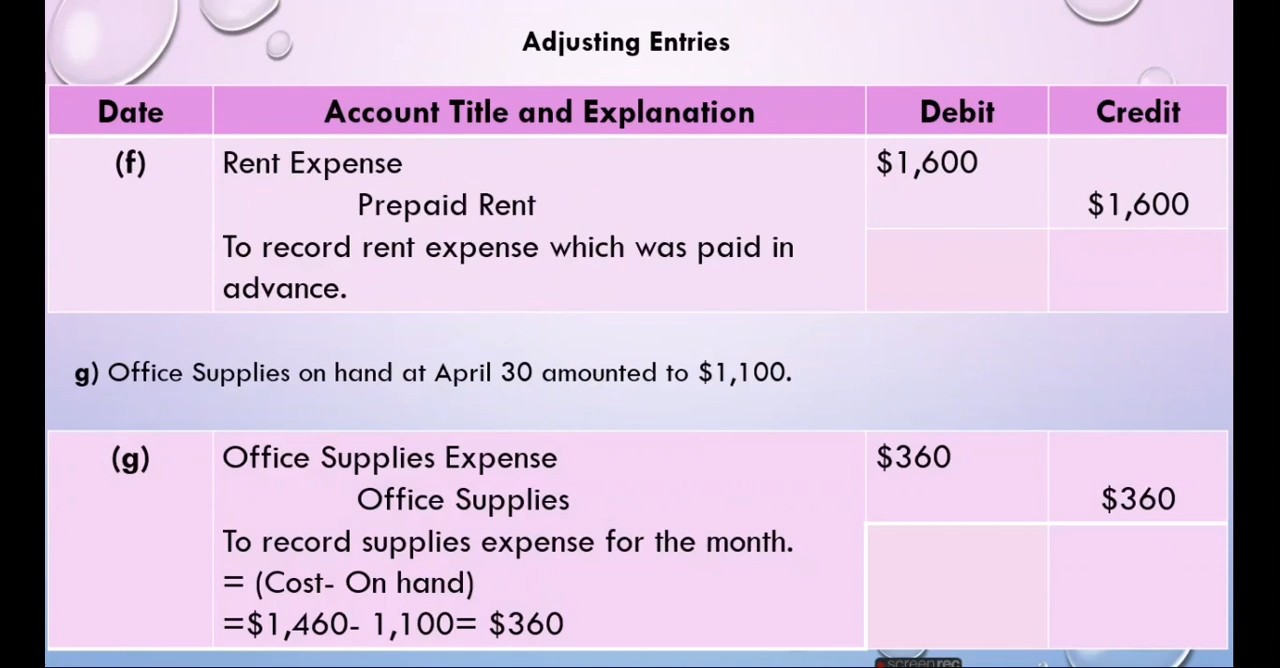 Adjusting Entries
Date Account Title and Explanation Debit Credit
(f) Rent Expense $1,600
Prepaid Rent $1,600
To record rent expense which was paid in
advance.
g) Office Supplies on hand at April 30 amounted to $1,100.
(g) Office Supplies Expense $360
Office Supplies $360
To record supplies expense for the month.
= (Cost- On hand)
=$1,460- 1,100= $360
screenrec